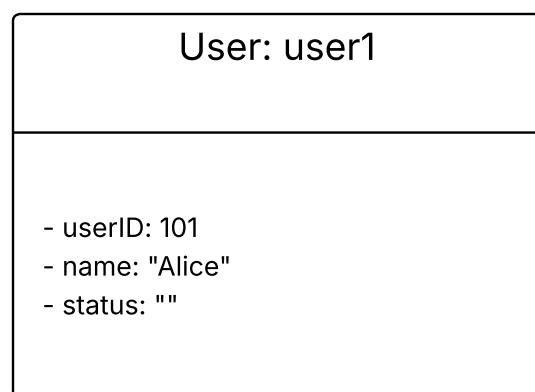 User: user1
- userID: 101
- name: "Alice"
- status: ""